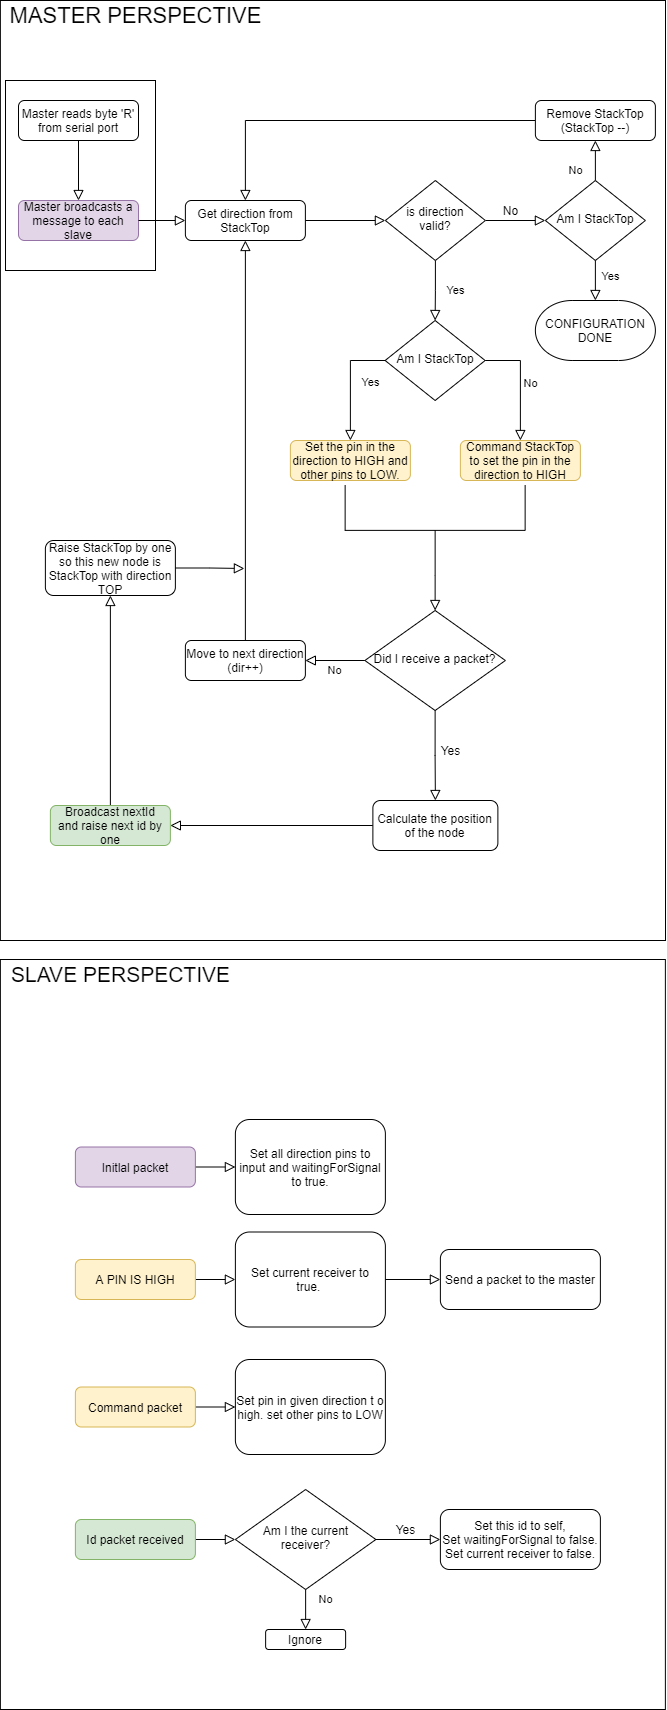 MASTER PERSPECTIVE
Master reads byte 'R'
from serial port
Master broadcasts a
message to each
slave
Get direction from
StackTop
is direction
valid?
No
Am I StackTop
No
Remove StackTop
(StackTop --)
Yes
CONFIGURATION
DONE
Yes
Am I StackTop
Yes
No
Set the pin in the
direction to HIGH and
other pins to LOW.
Command StackTop
to set the pin in the
direction to HIGH
Raise StackTop by one
so this new node is
StackTop with direction
TOP
Move to next direction
(dir++)
No
Did I receive a packet?
Yes
Calculate the position
of the node
Broadcast nextId
and raise next id by
one
SLAVE PERSPECTIVE
Initlal packet
Set all direction pins to
input and waitingForSignal
to true.
A PIN IS HIGH
Set current receiver to
true.
Send a packet to the master
Command packet
Set pin in given direction t o
high. set other pins to LOW
Id packet received
Am I the current
receiver?
Yes
Set this id to self,
Set waitingForSignal to false.
Set current receiver to false.
No
Ignore